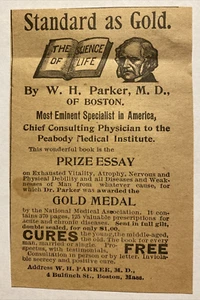 Standard as Gold.
THE SCIENCE
OF LIFE
By W. H. Parker, M. D.,
OF BOSTON,
Most Eminent Specialist in America,
Chief Consulting Physician to the
Peabody Medical Institute.
This wonderful book is the
PRIZE ESSAY
on Exhausted Vitality, Atrophy, Nervous and
Physical Debility and all Diseases and Weak-
nesses of Man from whatever cause, for
which Dr. Parker was awarded the
GOLD MEDAL
by the National Medical Association. It con-
tains 370 pages, 125 valuable prescriptions for
acute and chronic diseases. Sent in full gilt,
double sealed, for only $1.00.
CURES the young, the middle-aged,
the old. The book for every
man, married or single.
FREE
Consultation in person or by letter. Inviola-
ble secrecy and positive cure.
Address W. H. PARKER, M. D.,
4 Bulfinch St., Boston, Mass.